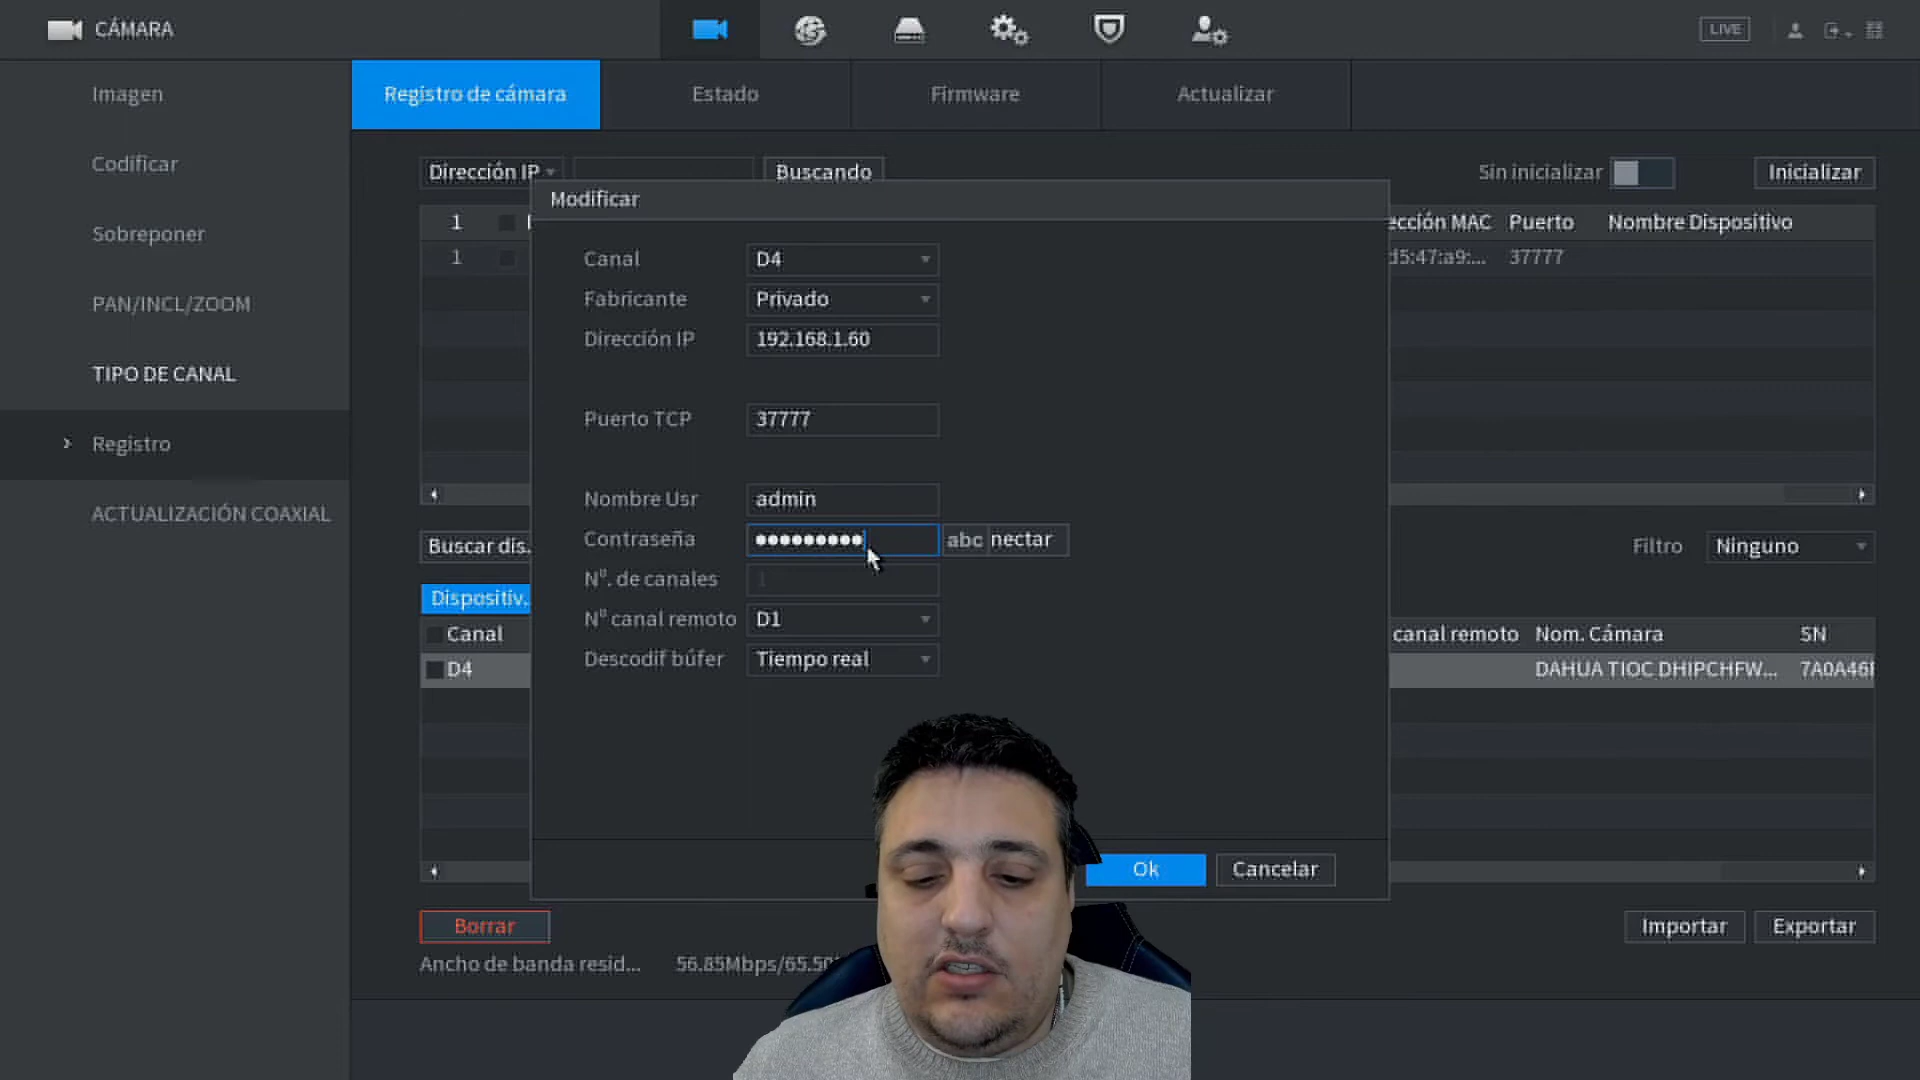 CÁMARA
LIVE
Imagen
Codificar
Sobreponer
PAN/INCL/ZOOM
TIPO DE CANAL
Registro
ACTUALIZACIÓN COAXIAL
Registro de cámara
Estado
Firmware
Actualizar
Dirección IP
Buscando
Sin inicializar
Inicializar
1
ección MAC
Puerto
Nombre Dispositivo
1
d5:47:a9:...
37777
Modificar
Canal
D4
Fabricante
Privado
Dirección IP
192.168.1.60
Puerto TCP
37777
Nombre Usr
admin
Contraseña
●●●●●●●●●
abc
nectar
Nº. de canales
1
Nº canal remoto
D1
Descodif búfer
Tiempo real
Ok
Cancelar
Buscar dis.
Filtro
Ninguno
Dispositiv.
Canal
canal remoto
Nom. Cámara
SN
D4
DAHUA TIOC DHIPCHFW...
7A0A46
Borrar
Importar
Exportar
Ancho de banda resid...
56.85Mbps/65.50